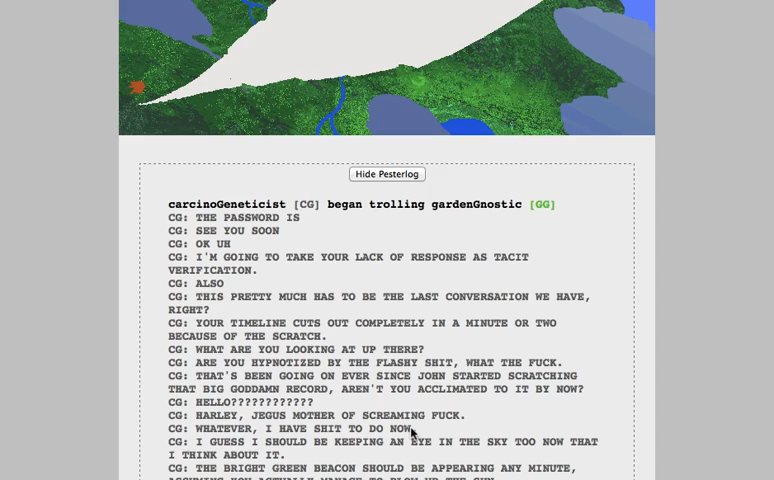 Hide Pesterlog
carcinoGeneticist [CG] began trolling gardenGnostic [GG]
CG: THE PASSWORD IS
CG: SEE YOU SOON
CG: OK UH
CG: I'M GOING TO TAKE YOUR LACK OF RESPONSE AS TACIT
VERIFICATION.
CG: ALSO
CG: THIS PRETTY MUCH HAS TO BE THE LAST CONVERSATION WE HAVE,
RIGHT?
CG: YOUR TIMELINE CUTS OUT COMPLETELY IN A MINUTE OR TWO
BECAUSE OF THE SCRATCH.
CG: WHAT ARE YOU LOOKING AT UP THERE?
CG: ARE YOU HYPNOTIZED BY THE FLASHY SHIT, WHAT THE FUCK.
CG: THAT'S BEEN GOING ON EVER SINCE JOHN STARTED SCRATCHING
THAT BIG GODDAMN RECORD, AREN'T YOU ACCLIMATED TO IT BY NOW?
CG: HELLO????????????
CG: HARLEY, JEGUS MOTHER OF SCREAMING FUCK.
CG: WHATEVER, I HAVE SHIT TO DO NOW.
CG: I GUESS I SHOULD BE KEEPING AN EYE IN THE SKY TOO NOW THAT
I THINK ABOUT IT.
CG: THE BRIGHT GREEN BEACON SHOULD BE APPEARING ANY MINUTE,